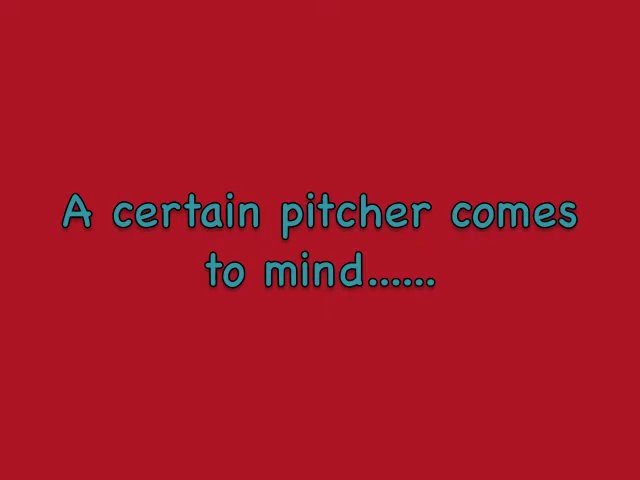 A certain pitcher comes
to mind......